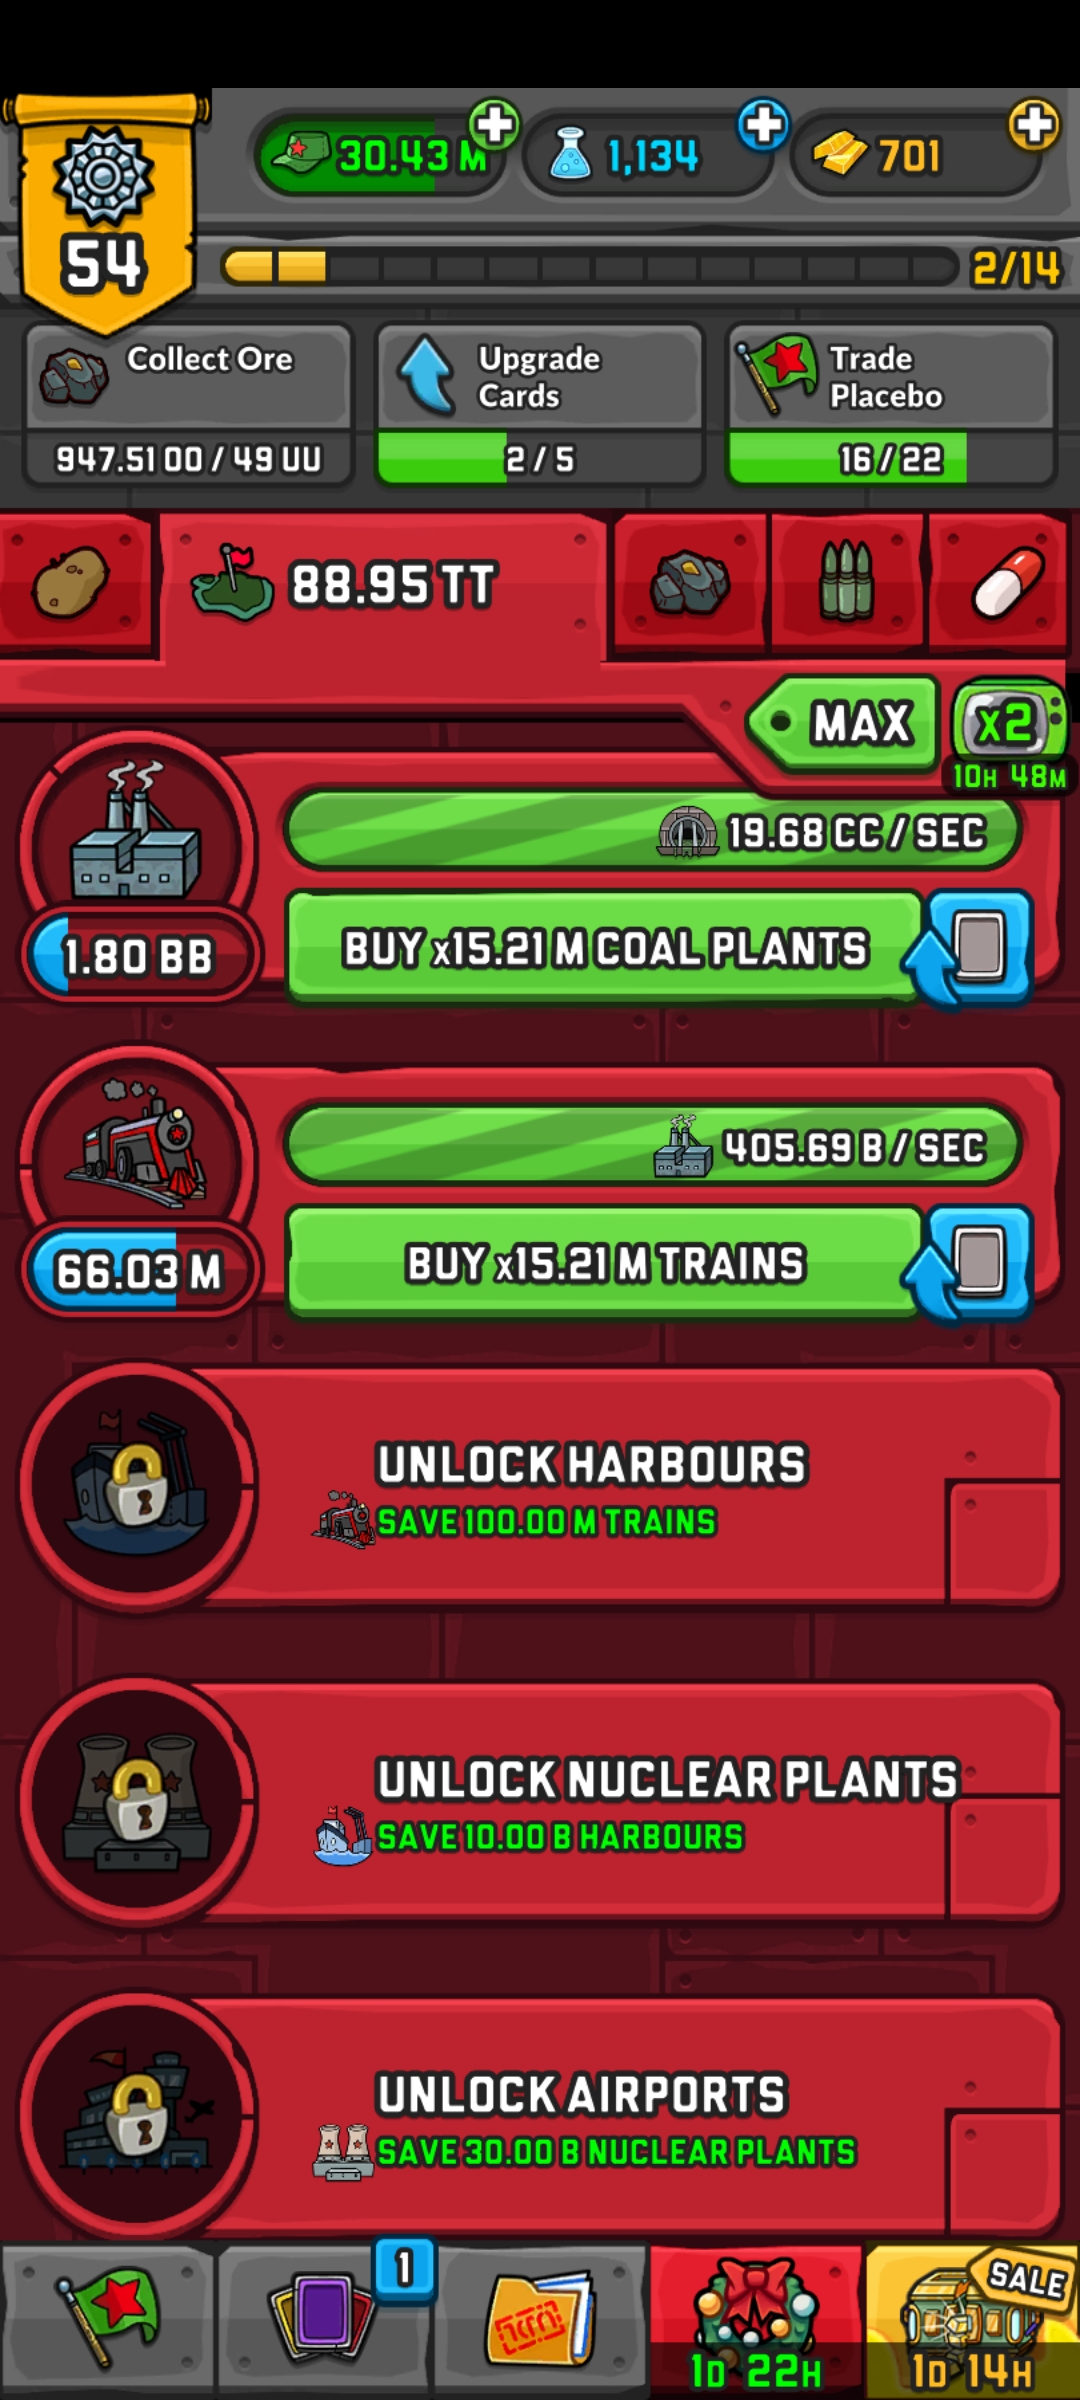 30.43 M
1,134
701
54
2/14
Collect Ore
947.51 OO / 49 UU
Upgrade
Cards
2 / 5
Trade
Placebo
16 / 22
88.95 TT
MAX
X2
10H 48M
19.68 CC / SEC
1.80 BB
BUY x15.21 M COAL PLANTS
405.69 B / SEC
66.03 M
BUY x15.21 M TRAINS
UNLOCK HARBOURS
SAVE 100.00 M TRAINS
UNLOCK NUCLEAR PLANTS
SAVE 10.00 B HARBOURS
UNLOCK AIRPORTS
SAVE 30.00 B NUCLEAR PLANTS
1
SALE
1D 22H
1D 14H